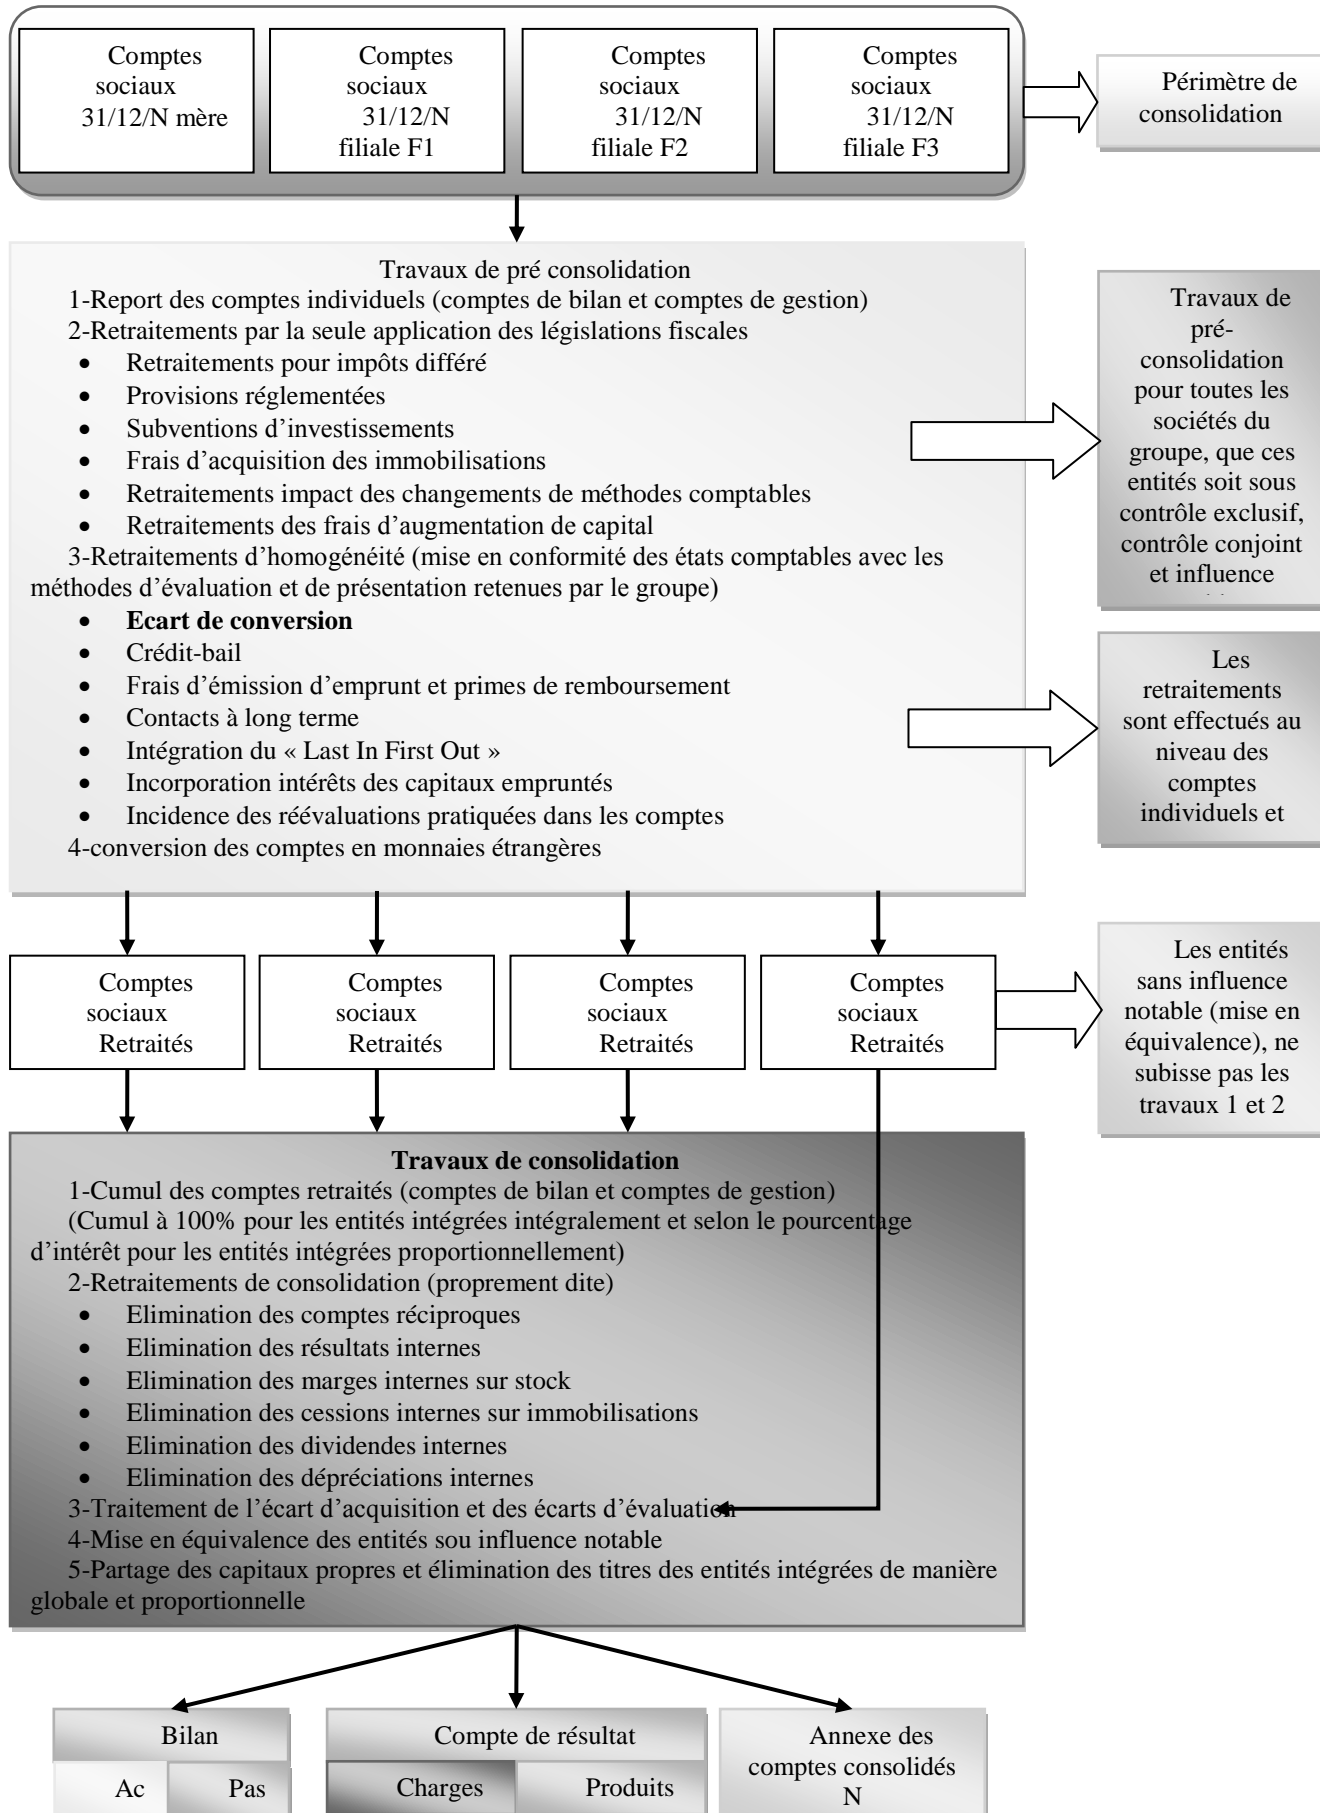 Comptes
sociaux
31/12/N mère
Comptes
sociaux
31/12/N
filiale F1
Comptes
sociaux
31/12/N
filiale F2
Comptes
sociaux
31/12/N
filiale F3
Périmètre de
consolidation
Travaux de pré consolidation
1-Report des comptes individuels (comptes de bilan et comptes de gestion)
2-Retraitements par la seule application des législations fiscales
• Retraitements pour impôts différé
• Provisions réglementées
• Subventions d’investissements
• Frais d’acquisition des immobilisations
• Retraitements impact des changements de méthodes comptables
• Retraitements des frais d’augmentation de capital
3-Retraitements d’homogénéité (mise en conformité des états comptables avec les
méthodes d’évaluation et de présentation retenues par le groupe)
• Ecart de conversion
• Crédit-bail
• Frais d’émission d’emprunt et primes de remboursement
• Contacts à long terme
• Intégration du « Last In First Out »
• Incorporation intérêts des capitaux empruntés
• Incidence des réévaluations pratiquées dans les comptes
4-conversion des comptes en monnaies étrangères
Travaux de
pré-
consolidation
pour toutes les
sociétés du
groupe, que ces
entités soit sous
contrôle exclusif,
contrôle conjoint
et influence
Les
retraitements
sont effectués au
niveau des
comptes
individuels et
Comptes
sociaux
Retraités
Comptes
sociaux
Retraités
Comptes
sociaux
Retraités
Comptes
sociaux
Retraités
Les entités
sans influence
notable (mise en
équivalence), ne
subisse pas les
travaux 1 et 2
Travaux de consolidation
1-Cumul des comptes retraités (comptes de bilan et comptes de gestion)
(Cumul à 100% pour les entités intégrées intégralement et selon le pourcentage
d’intérêt pour les entités intégrées proportionnellement)
2-Retraitements de consolidation (proprement dite)
• Elimination des comptes réciproques
• Elimination des résultats internes
• Elimination des marges internes sur stock
• Elimination des cessions internes sur immobilisations
• Elimination des dividendes internes
• Elimination des dépréciations internes
3-Traitement de l’écart d’acquisition et des écarts d’évaluation
4-Mise en équivalence des entités sou influence notable
5-Partage des capitaux propres et élimination des titres des entités intégrées de manière
globale et proportionnelle
Bilan
Ac
Pas
Compte de résultat
Charges
Produits
Annexe des
comptes consolidés
N